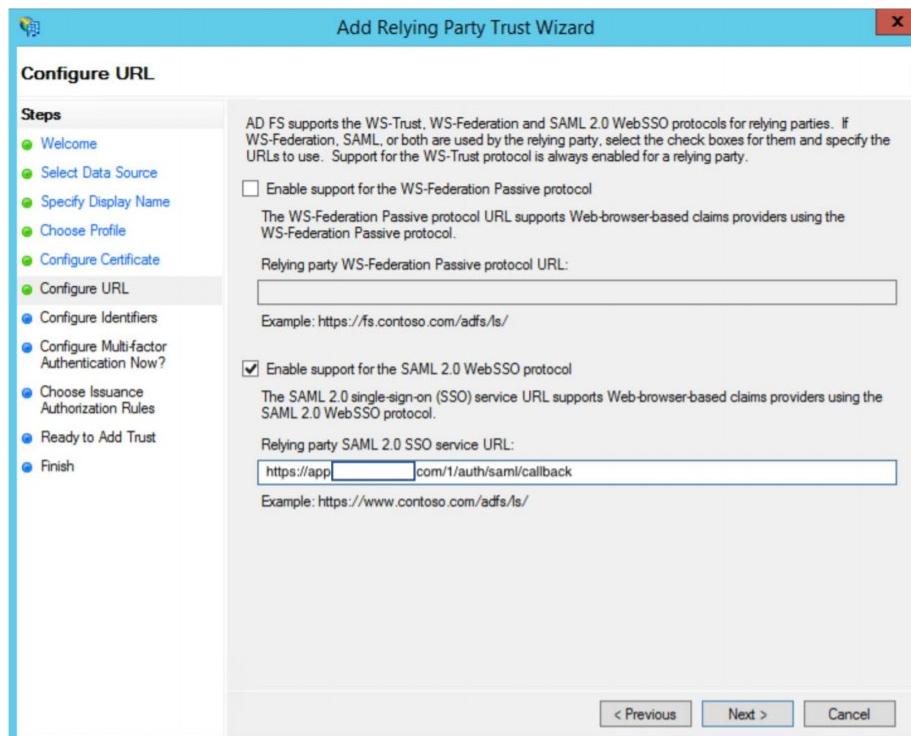 Add Relying Party Trust Wizard
x
Configure URL
Steps
Welcome
Select Data Source
Specify Display Name
Choose Profile
Configure Certificate
Configure URL
Configure Identifiers
Configure Multi-factor
Authentication Now?
Choose Issuance
Authorization Rules
Ready to Add Trust
Finish
AD FS supports the WS-Trust, WS-Federation and SAML 2.0 WebSSO protocols for relying parties. If
WS-Federation, SAML, or both are used by the relying party, select the check boxes for them and specify the
URLs to use. Support for the WS-Trust protocol is always enabled for a relying party.
Enable support for the WS-Federation Passive protocol
The WS-Federation Passive protocol URL supports Web-browser-based claims providers using the
WS-Federation Passive protocol.
Relying party WS-Federation Passive protocol URL:
Example: https://fs.contoso.com/adfs/ls/
Enable support for the SAML 2.0 WebSSO protocol
The SAML 2.0 single-sign-on (SSO) service URL supports Web-browser-based claims providers using the
SAML 2.0 WebSSO protocol.
Relying party SAML 2.0 SSO service URL:
https://app com/1/auth/saml/callback
Example: https://www.contoso.com/adfs/ls/
< Previous
Next >
Cancel